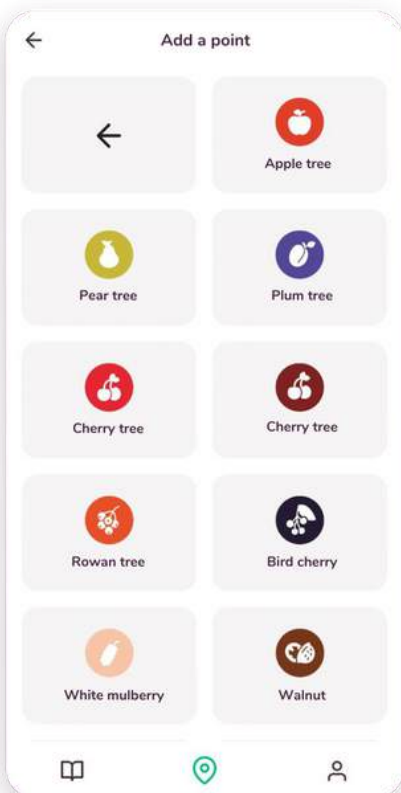 Add a point
Apple tree
Pear tree
Plum tree
Cherry tree
Cherry tree
Rowan tree
Bird cherry
White mulberry
Walnut